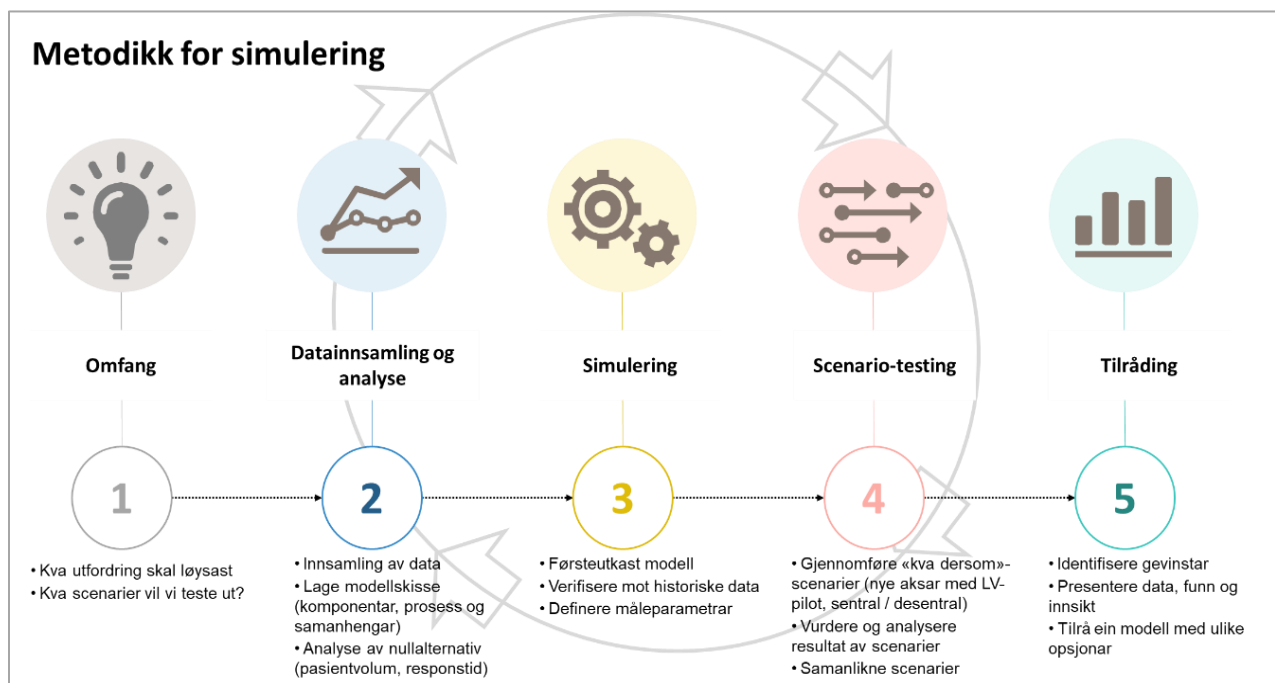 Metodikk for simulering
Omfang
Datainnsamling og
analyse
Simulering
Scenario-testing
Tilråding
1
2
3
4
5
• Kva utfordring skal løysast
• Kva scenarier vil vi teste ut?
• Innsamling av data
• Lage modellskisse
(komponentar, prosess og
samanhengar)
• Analyse av nullalternativ
(pasientvolum, responstid)
• Førsteutkast modell
• Verifisere mot historiske data
• Definere måleparametrar
• Gjennomføre «kva dersom»-
scenarier (nye aksar med LV-
pilot, sentral / desentral)
• Vurdere og analysere
resultat av scenarier
• Samanlikne scenarier
• Identifisere gevinstar
• Presentere data, funn og
innsikt
• Tilrå ein modell med ulike
opsjonar